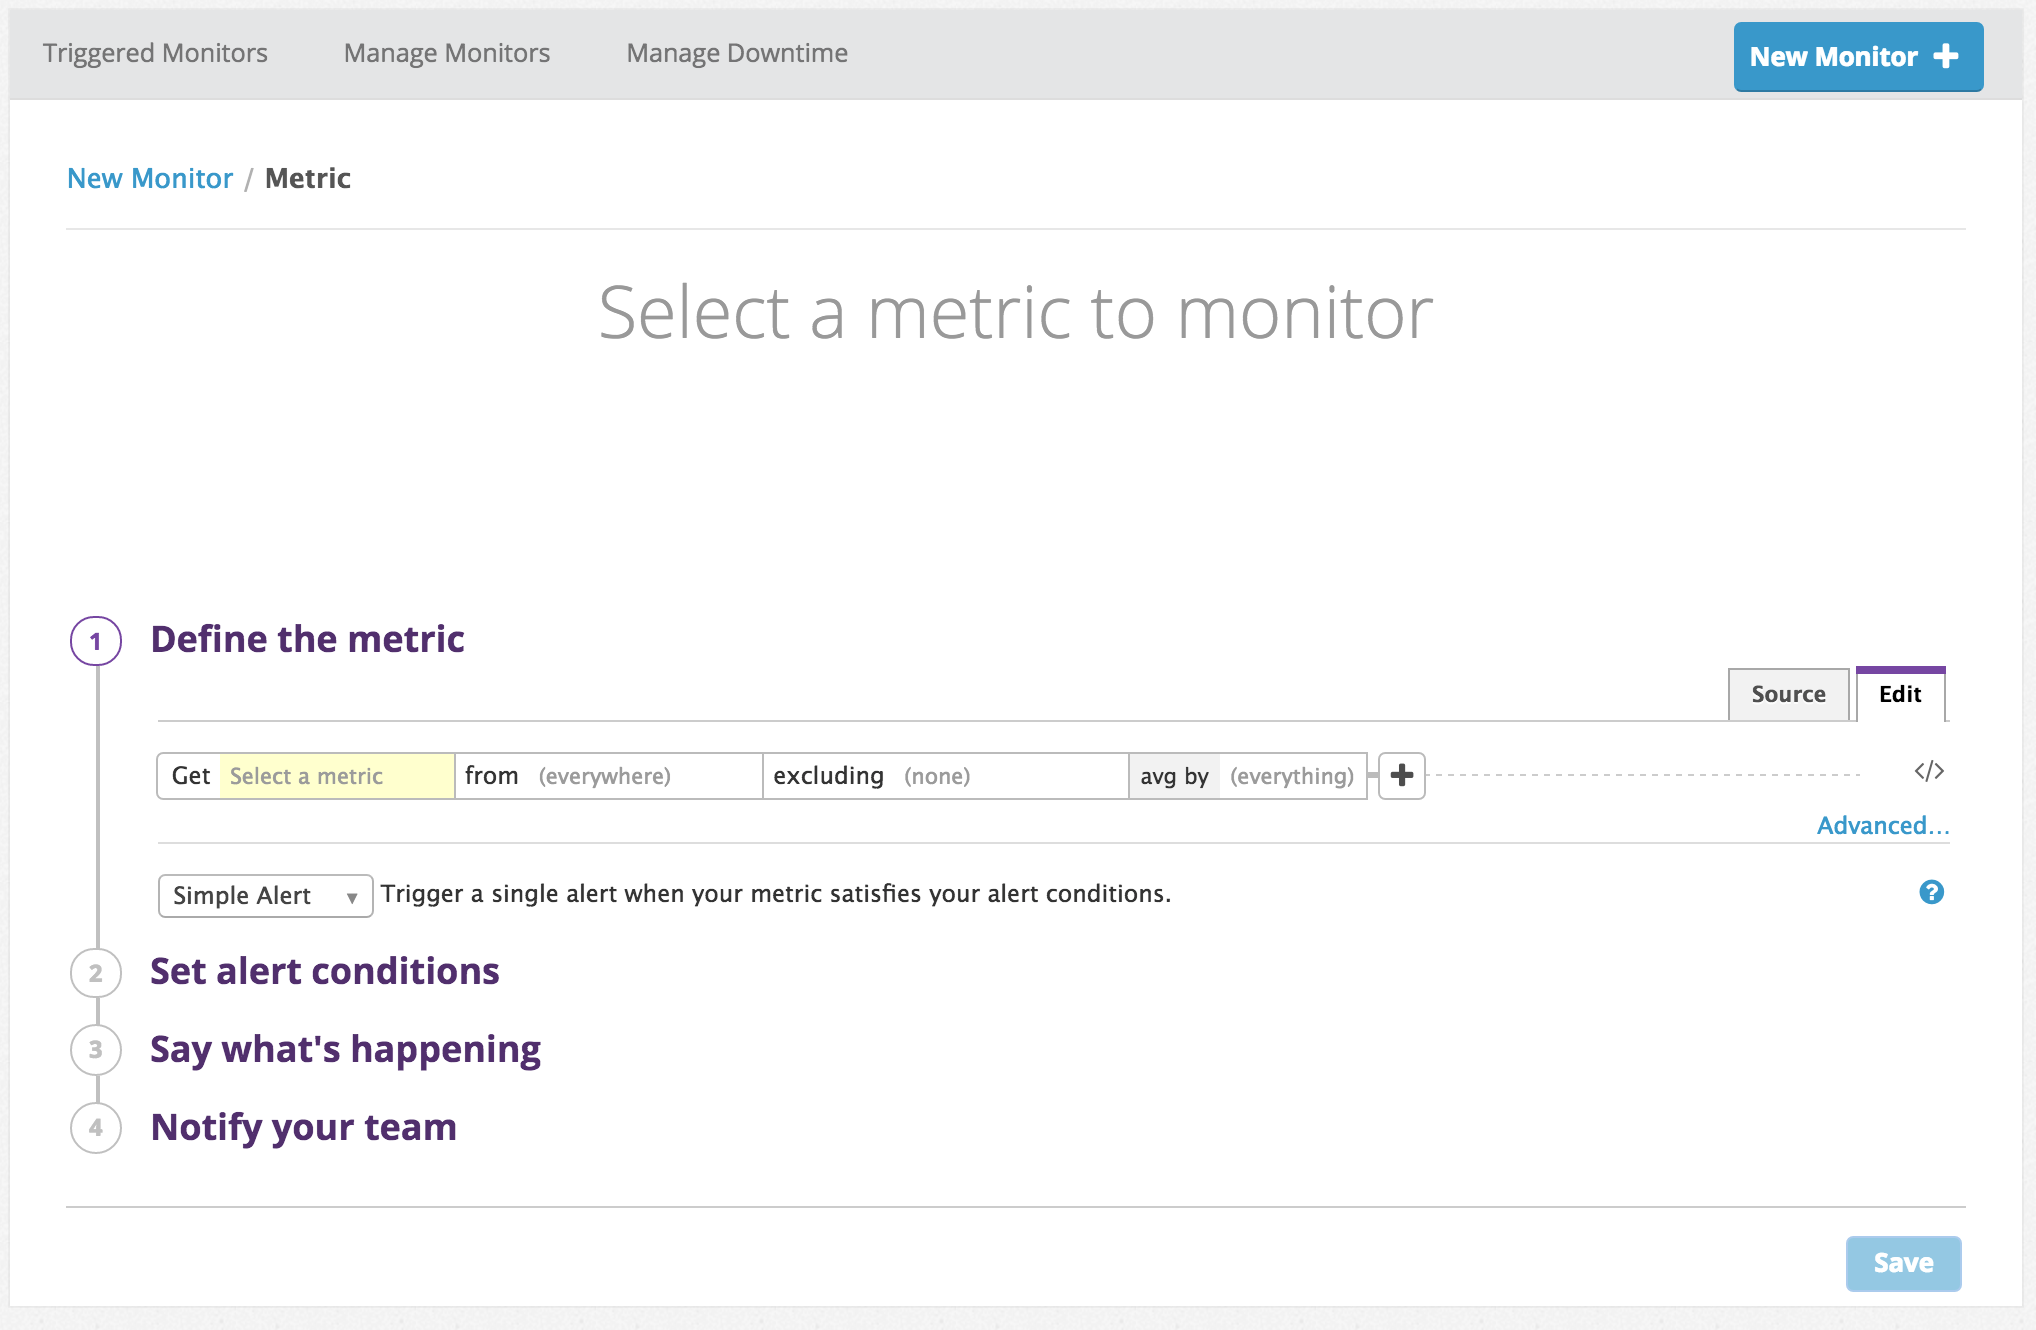 Triggered Monitors Manage Monitors Manage Downtime New Monitor +
New Monitor / Metric
Select a metric to monitor
1 Define the metric
Source Edit
Get Select a metric from (everywhere) excluding (none) avg by (everything) + </>
Advanced...
Simple Alert ▼ Trigger a single alert when your metric satisfies your alert conditions. ?
2 Set alert conditions
3 Say what's happening
4 Notify your team
Save